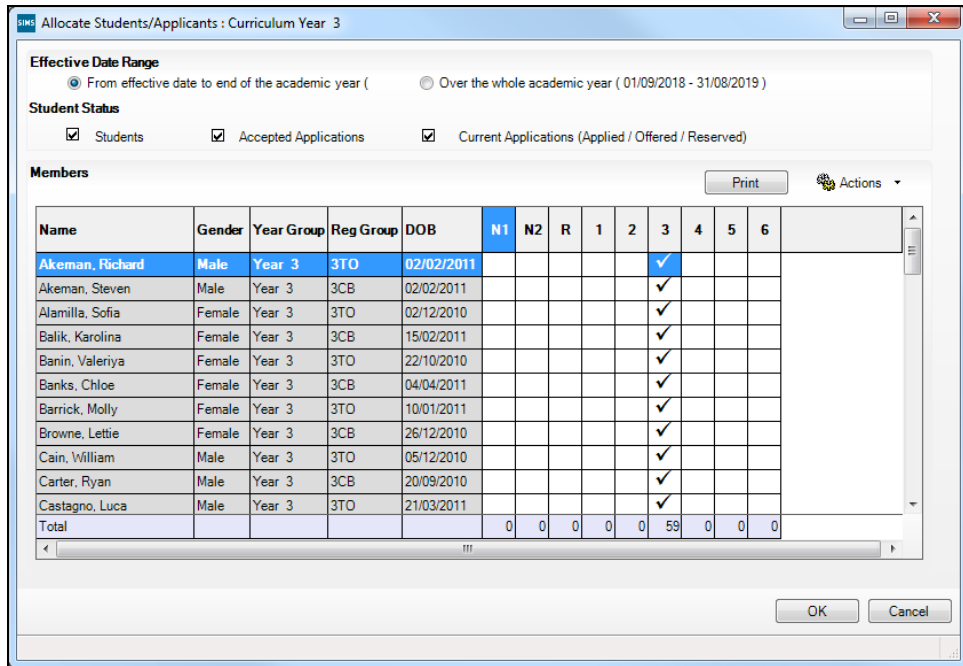 SIMS Allocate Students/Applicants : Curriculum Year 3
Effective Date Range
From effective date to end of the academic year ( Over the whole academic year ( 01/09/2018 - 31/08/2019 )
Student Status
Students Accepted Applications Current Applications (Applied / Offered / Reserved)
Members
Print Actions
Name Gender Year Group Reg Group DOB N1 N2 R 1 2 3 4 5 6
Akeman, Richard Male Year 3 3TO 02/02/2011 ✓
Akeman, Steven Male Year 3 3CB 02/02/2011 ✓
Alamilla, Sofia Female Year 3 3TO 02/12/2010 ✓
Balik, Karolina Female Year 3 3CB 15/02/2011 ✓
Banin, Valeriya Female Year 3 3TO 22/10/2010 ✓
Banks, Chloe Female Year 3 3CB 04/04/2011 ✓
Barrick, Molly Female Year 3 3TO 10/01/2011 ✓
Browne, Lettie Female Year 3 3CB 26/12/2010 ✓
Cain, William Male Year 3 3TO 05/12/2010 ✓
Carter, Ryan Male Year 3 3CB 20/09/2010 ✓
Castagno, Luca Male Year 3 3TO 21/03/2011 ✓
Total 0 0 0 0 0 59 0 0 0
OK Cancel